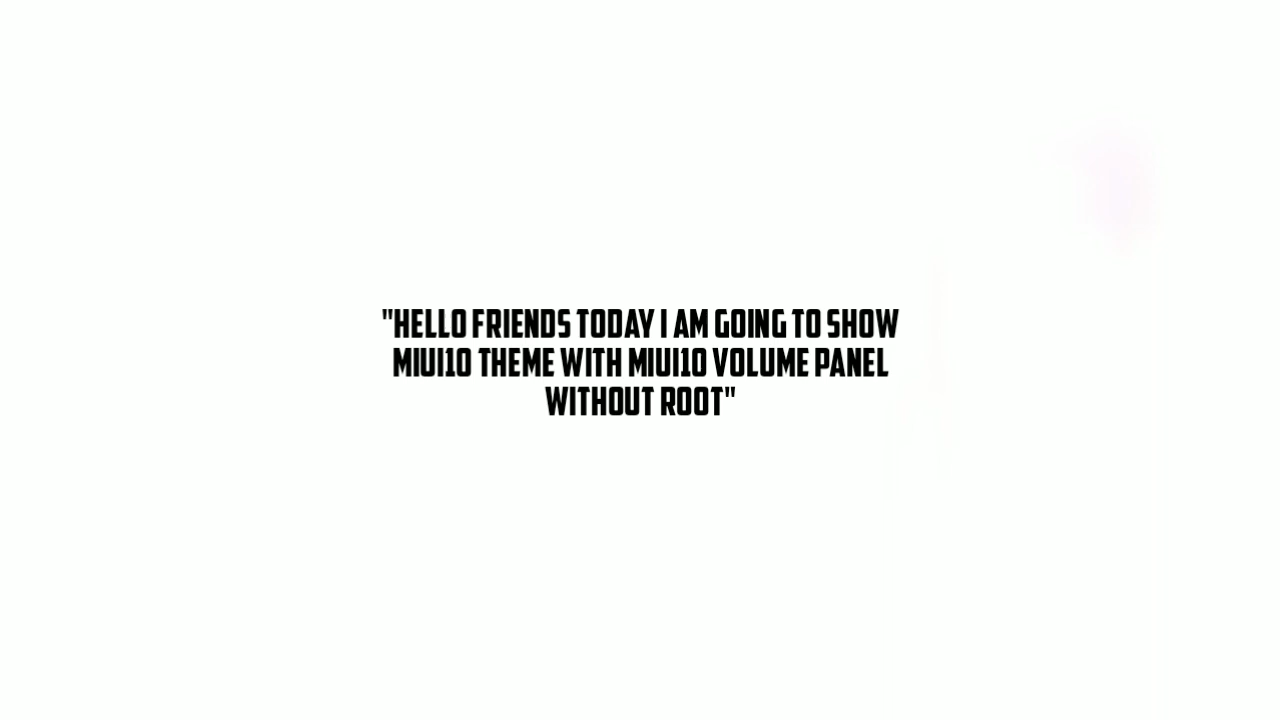 "HELLO FRIENDS TODAY I AM GOING TO SHOW
MIUI10 THEME WITH MIUI10 VOLUME PANEL
WITHOUT ROOT"